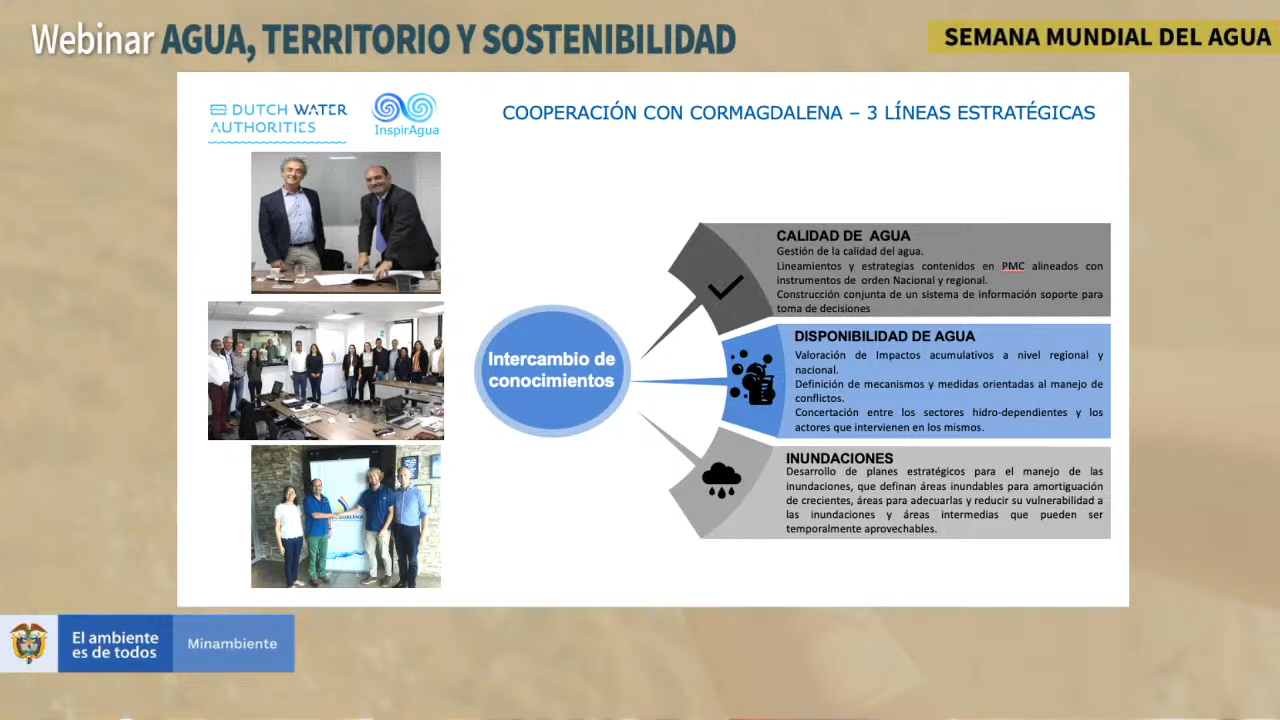 Webinar AGUA, TERRITORIO Y SOSTENIBILIDAD
SEMANA MUNDIAL DEL AGUA
DUTCH WATER
AUTHORITIES
InspirAgua
COOPERACIÓN CON CORMAGDALENA – 3 LÍNEAS ESTRATÉGICAS
Intercambio de
conocimientos
CALIDAD DE AGUA
Gestión de la calidad del agua.
Lineamientos y estrategias contenidos en PMC alineados con
instrumentos de orden Nacional y regional.
Construcción conjunta de un sistema de información soporte para
toma de decisiones
DISPONIBILIDAD DE AGUA
Valoración de Impactos acumulativos a nivel regional y
nacional.
Definición de mecanismos y medidas orientadas al manejo de
conflictos.
Concertación entre los sectores hidro-dependientes y los
actores que intervienen en los mismos.
INUNDACIONES
Desarrollo de planes estratégicos para el manejo de las
inundaciones, que definan áreas inundables para amortiguación
de crecientes, áreas para adecuarlas y reducir su vulnerabilidad a
las inundaciones y áreas intermedias que pueden ser
temporalmente aprovechables.
El ambiente
es de todos
Minambiente